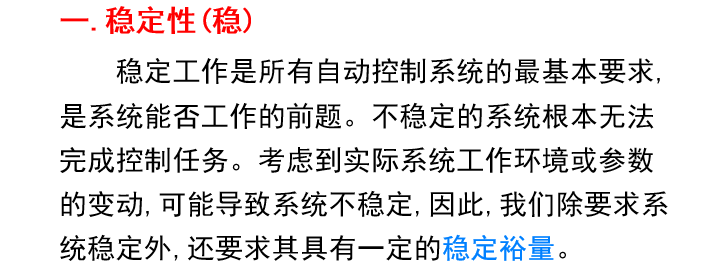 一.稳定性(稳)
稳定工作是所有自动控制系统的最基本要求,
是系统能否工作的前题。不稳定的系统根本无法
完成控制任务。考虑到实际系统工作环境或参数
的变动,可能导致系统不稳定,因此,我们除要求系
统稳定外,还要求其具有一定的稳定裕量。